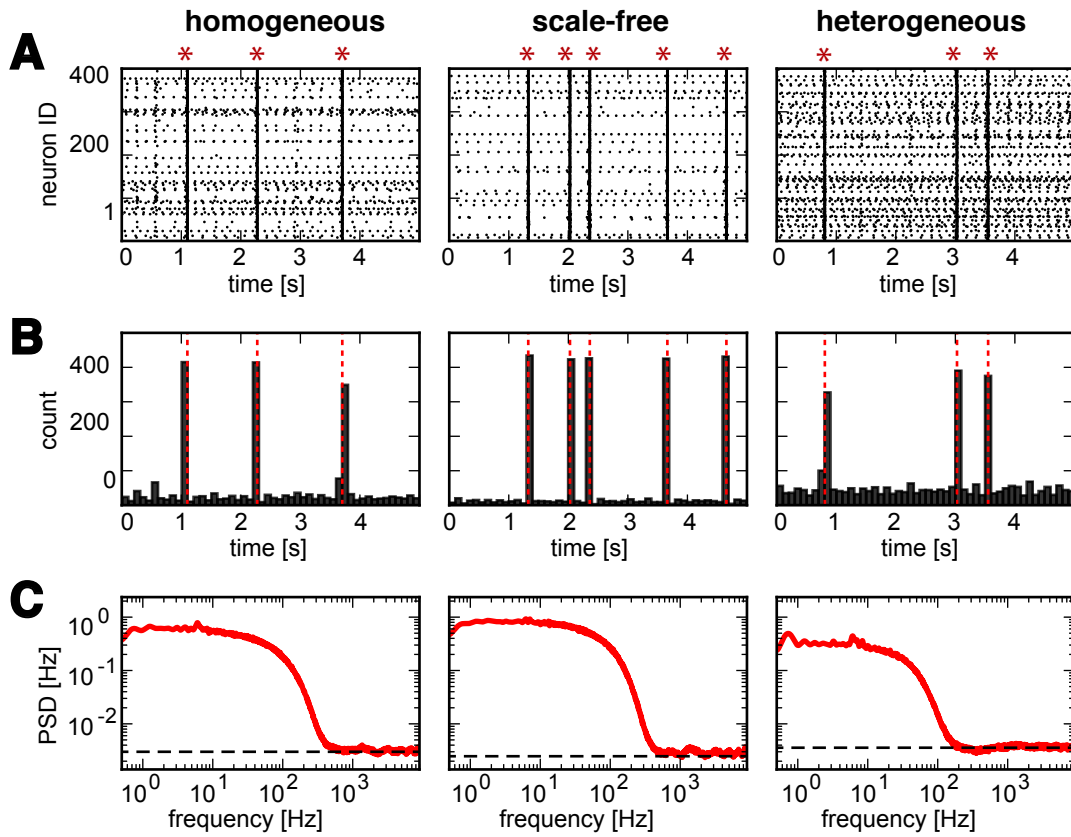 homogeneous scale-free heterogeneous
A * * * * * * * * * * *
400
200
1
neuron ID
0 1 2 3 4 0 1 2 3 4 0 1 2 3 4
time [s] time [s] time [s]
B
400
200
0
count
0 1 2 3 4 0 1 2 3 4 0 1 2 3 4
time [s] time [s] time [s]
C
10^0
10^-1
10^-2
PSD [Hz]
10^0 10^1 10^2 10^3 10^0 10^1 10^2 10^3 10^0 10^1 10^2 10^3
frequency [Hz] frequency [Hz] frequency [Hz]